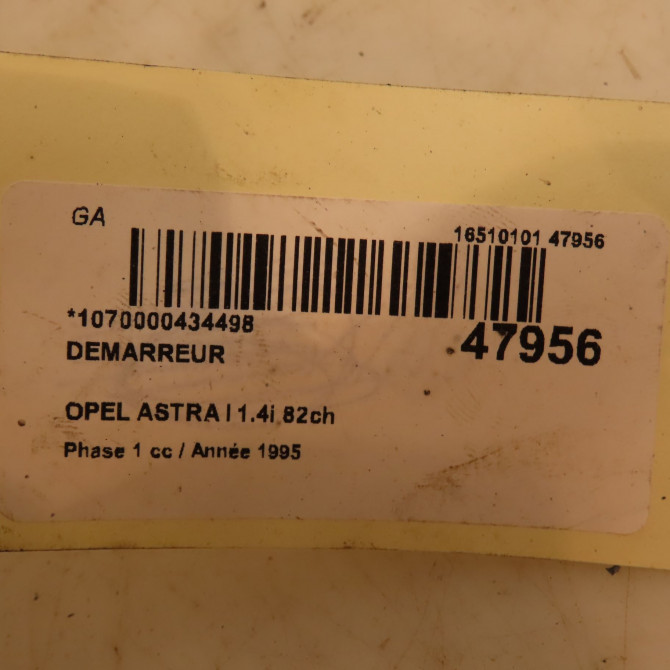 GA
16510101 47956
*1070000434498
47956
DEMARREUR
OPEL ASTRA I 1.4i 82ch
Phase 1 cc / Année 1995